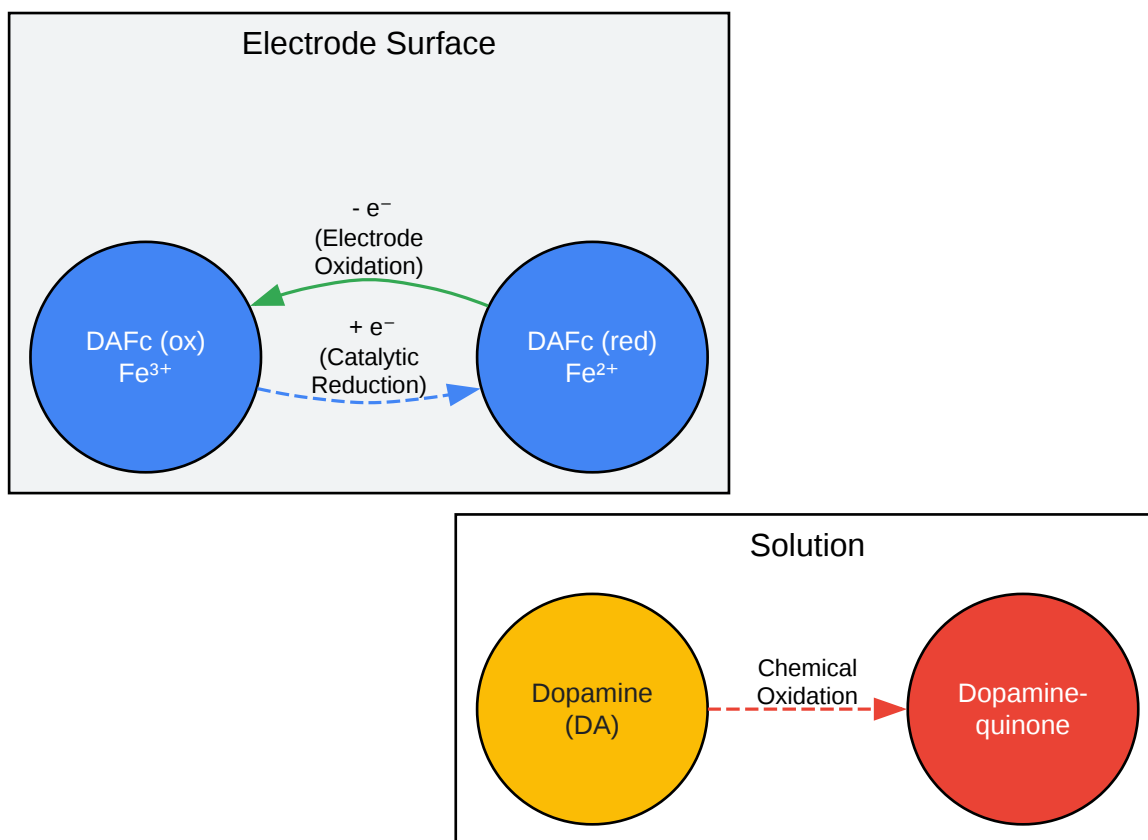 Electrode Surface
- e⁻
(Electrode
Oxidation)
DAFc (ox)
Fe³⁺
+ e⁻
(Catalytic
Reduction)
DAFc (red)
Fe²⁺
Solution
Dopamine
(DA)
Chemical
Oxidation
Dopamine-
quinone